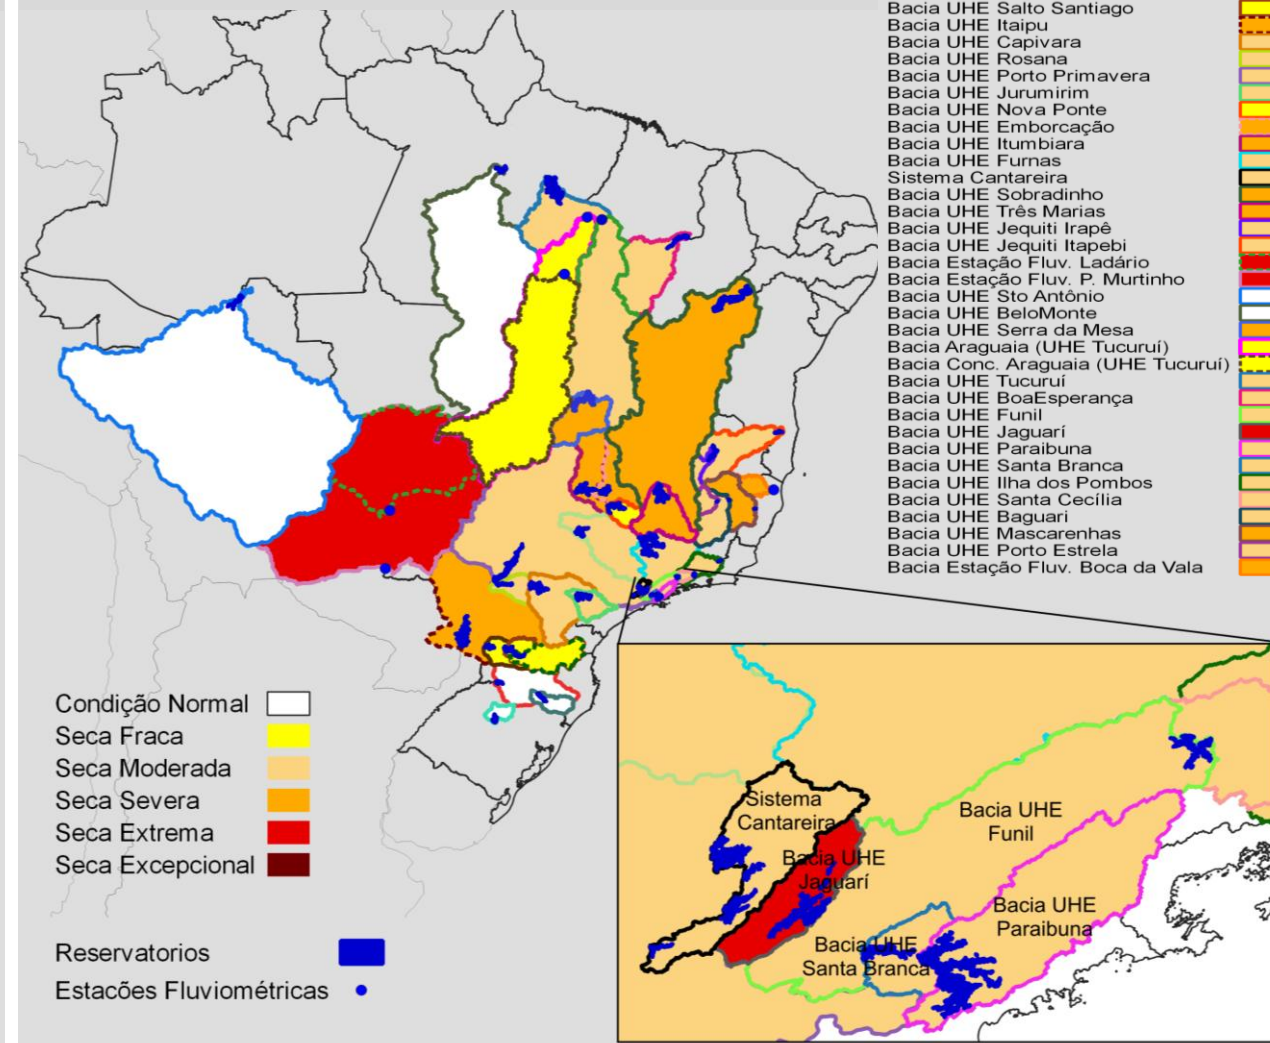 Bacia UHE Salto Santiago
Bacia UHE Itaipu
Bacia UHE Capivara
Bacia UHE Rosana
Bacia UHE Porto Primavera
Bacia UHE Jurumirim
Bacia UHE Nova Ponte
Bacia UHE Emborcação
Bacia UHE Itumbiara
Bacia UHE Furnas
Sistema Cantareira
Bacia UHE Sobradinho
Bacia UHE Três Marias
Bacia UHE Jequiti Irapê
Bacia UHE Jequiti Itapebi
Bacia Estação Fluv. Ladário
Bacia Estação Fluv. P. Murtinho
Bacia UHE Sto Antônio
Bacia UHE BeloMonte
Bacia UHE Serra da Mesa
Bacia Araguaia (UHE Tucuruí)
Bacia Conc. Araguaia (UHE Tucuruí)
Bacia UHE Tucuruí
Bacia UHE BoaEsperança
Bacia UHE Funil
Bacia UHE Jaguarí
Bacia UHE Paraibuna
Bacia UHE Santa Branca
Bacia UHE Ilha dos Pombos
Bacia UHE Santa Cecília
Bacia UHE Baguari
Bacia UHE Mascarenhas
Bacia UHE Porto Estrela
Bacia Estação Fluv. Boca da Vala
Condição Normal
Seca Fraca
Seca Moderada
Seca Severa
Seca Extrema
Seca Excepcional
Reservatorios
Estacões Fluviométricas
Sistema
Cantareira
Bacia UHE
Jaguarí
Bacia UHE
Funil
Bacia UHE
Paraibuna
Bacia UHE
Santa Branca